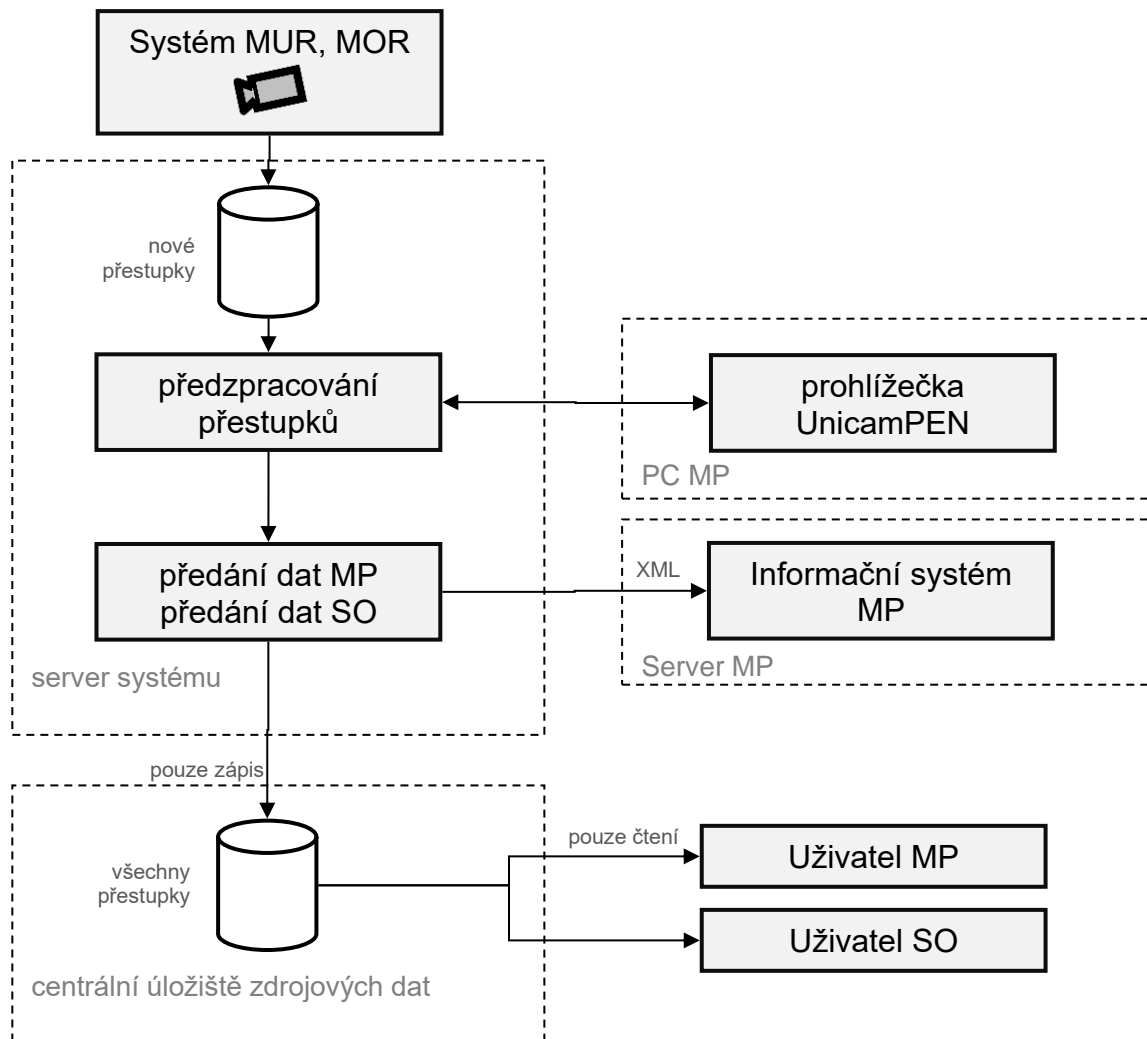 Systém MUR, MOR
nové
přestupky
předzpracování
přestupků
prohlížečka
UnicamPEN
PC MP
předání dat MP
předání dat SO
XML
Informační systém
MP
server systému
Server MP
pouze zápis
všechny
přestupky
pouze čtení
Uživatel MP
Uživatel SO
centrální úložiště zdrojových dat